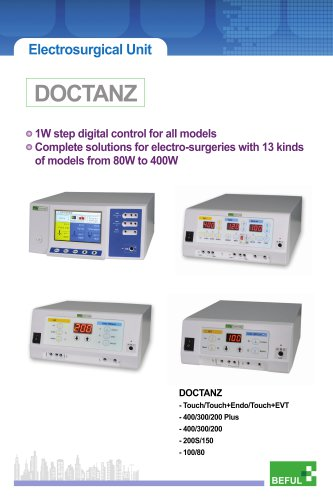 Electrosurgical Unit
DOCTANZ
1W step digital control for all models
Complete solutions for electro-surgeries with 13 kinds
of models from 80W to 400W
200
100
DOCTANZ
- Touch/Touch+Endo/Touch+EVT
- 400/300/200 Plus
- 400/300/200
- 200S/150
- 100/80
BEFUL